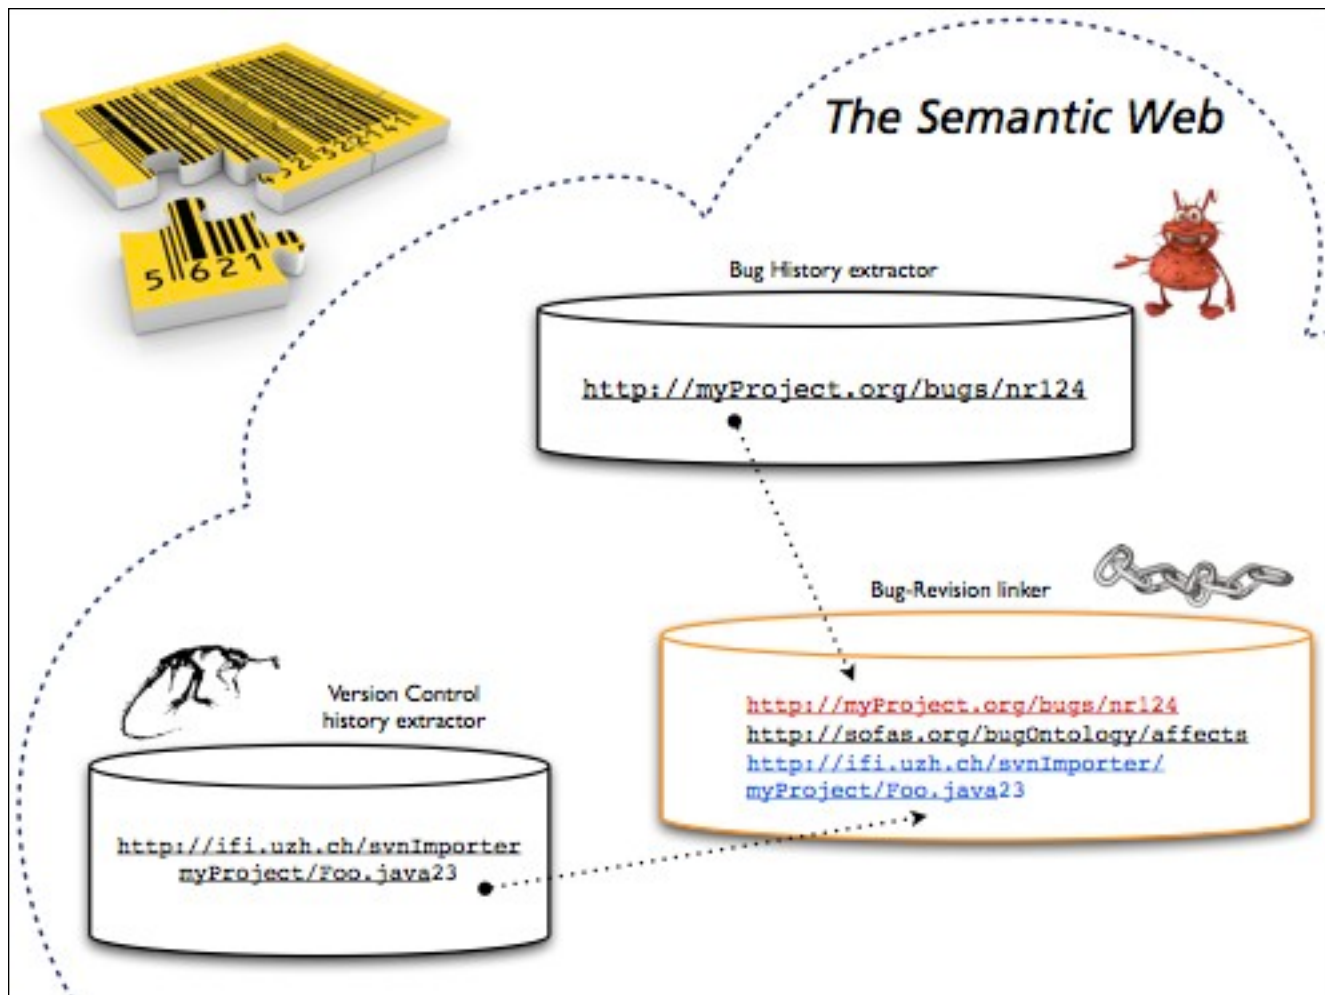 The Semantic Web
452322141
5621
Bug History extractor
http://myProject.org/bugs/nr124
Bug-Revision linker
http://myProject.org/bugs/nr124
http://sofas.org/bugOntology/affects
http://ifi.uzh.ch/svnImporter/
myProject/Foo.java23
Version Control
history extractor
http://ifi.uzh.ch/svnImporter
myProject/Foo.java23